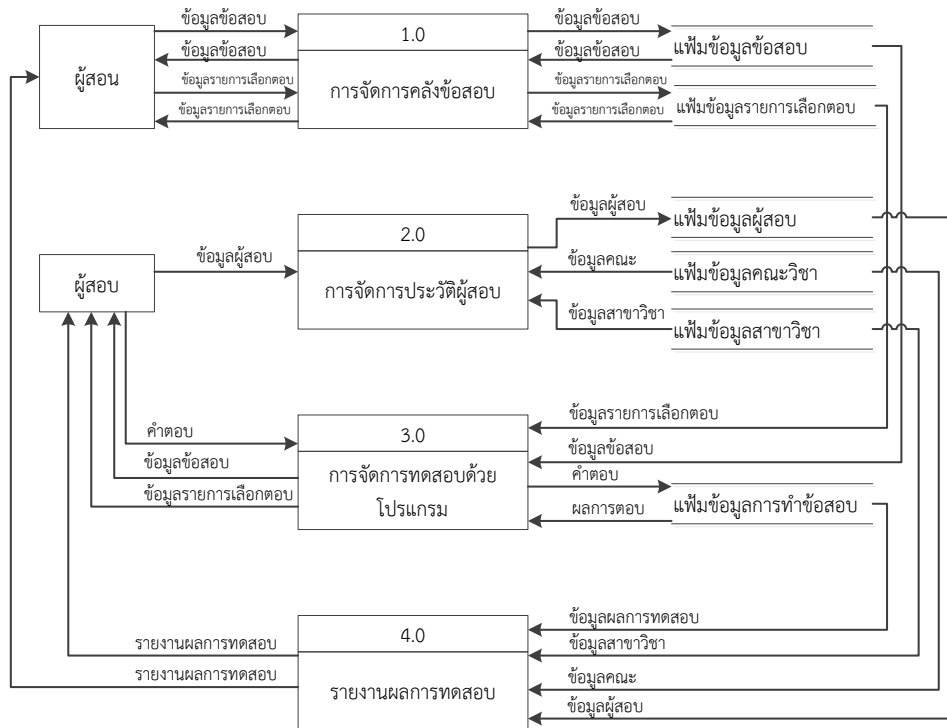 ข้อมูลข้อสอบ
ข้อมูลข้อสอบ
ข้อมูลรายการเลือกตอบ
ข้อมูลรายการเลือกตอบ
ผู้สอน
1.0
การจัดการคลังข้อสอบ
ข้อมูลข้อสอบ
ข้อมูลข้อสอบ
ข้อมูลรายการเลือกตอบ
ข้อมูลรายการเลือกตอบ
แฟ้มข้อมูลข้อสอบ
แฟ้มข้อมูลรายการเลือกตอบ
ผู้สอบ
ข้อมูลผู้สอบ
2.0
การจัดการประวัติผู้สอบ
ข้อมูลผู้สอบ
ข้อมูลคณะ
ข้อมูลสาขาวิชา
แฟ้มข้อมูลผู้สอบ
แฟ้มข้อมูลคณะวิชา
แฟ้มข้อมูลสาขาวิชา
คำตอบ
ข้อมูลข้อสอบ
ข้อมูลรายการเลือกตอบ
3.0
การจัดการทดสอบด้วย
โปรแกรม
ข้อมูลรายการเลือกตอบ
ข้อมูลข้อสอบ
คำตอบ
ผลการตอบ
แฟ้มข้อมูลการทำข้อสอบ
รายงานผลการทดสอบ
รายงานผลการทดสอบ
4.0
รายงานผลการทดสอบ
ข้อมูลผลการทดสอบ
ข้อมูลสาขาวิชา
ข้อมูลคณะ
ข้อมูลผู้สอบ